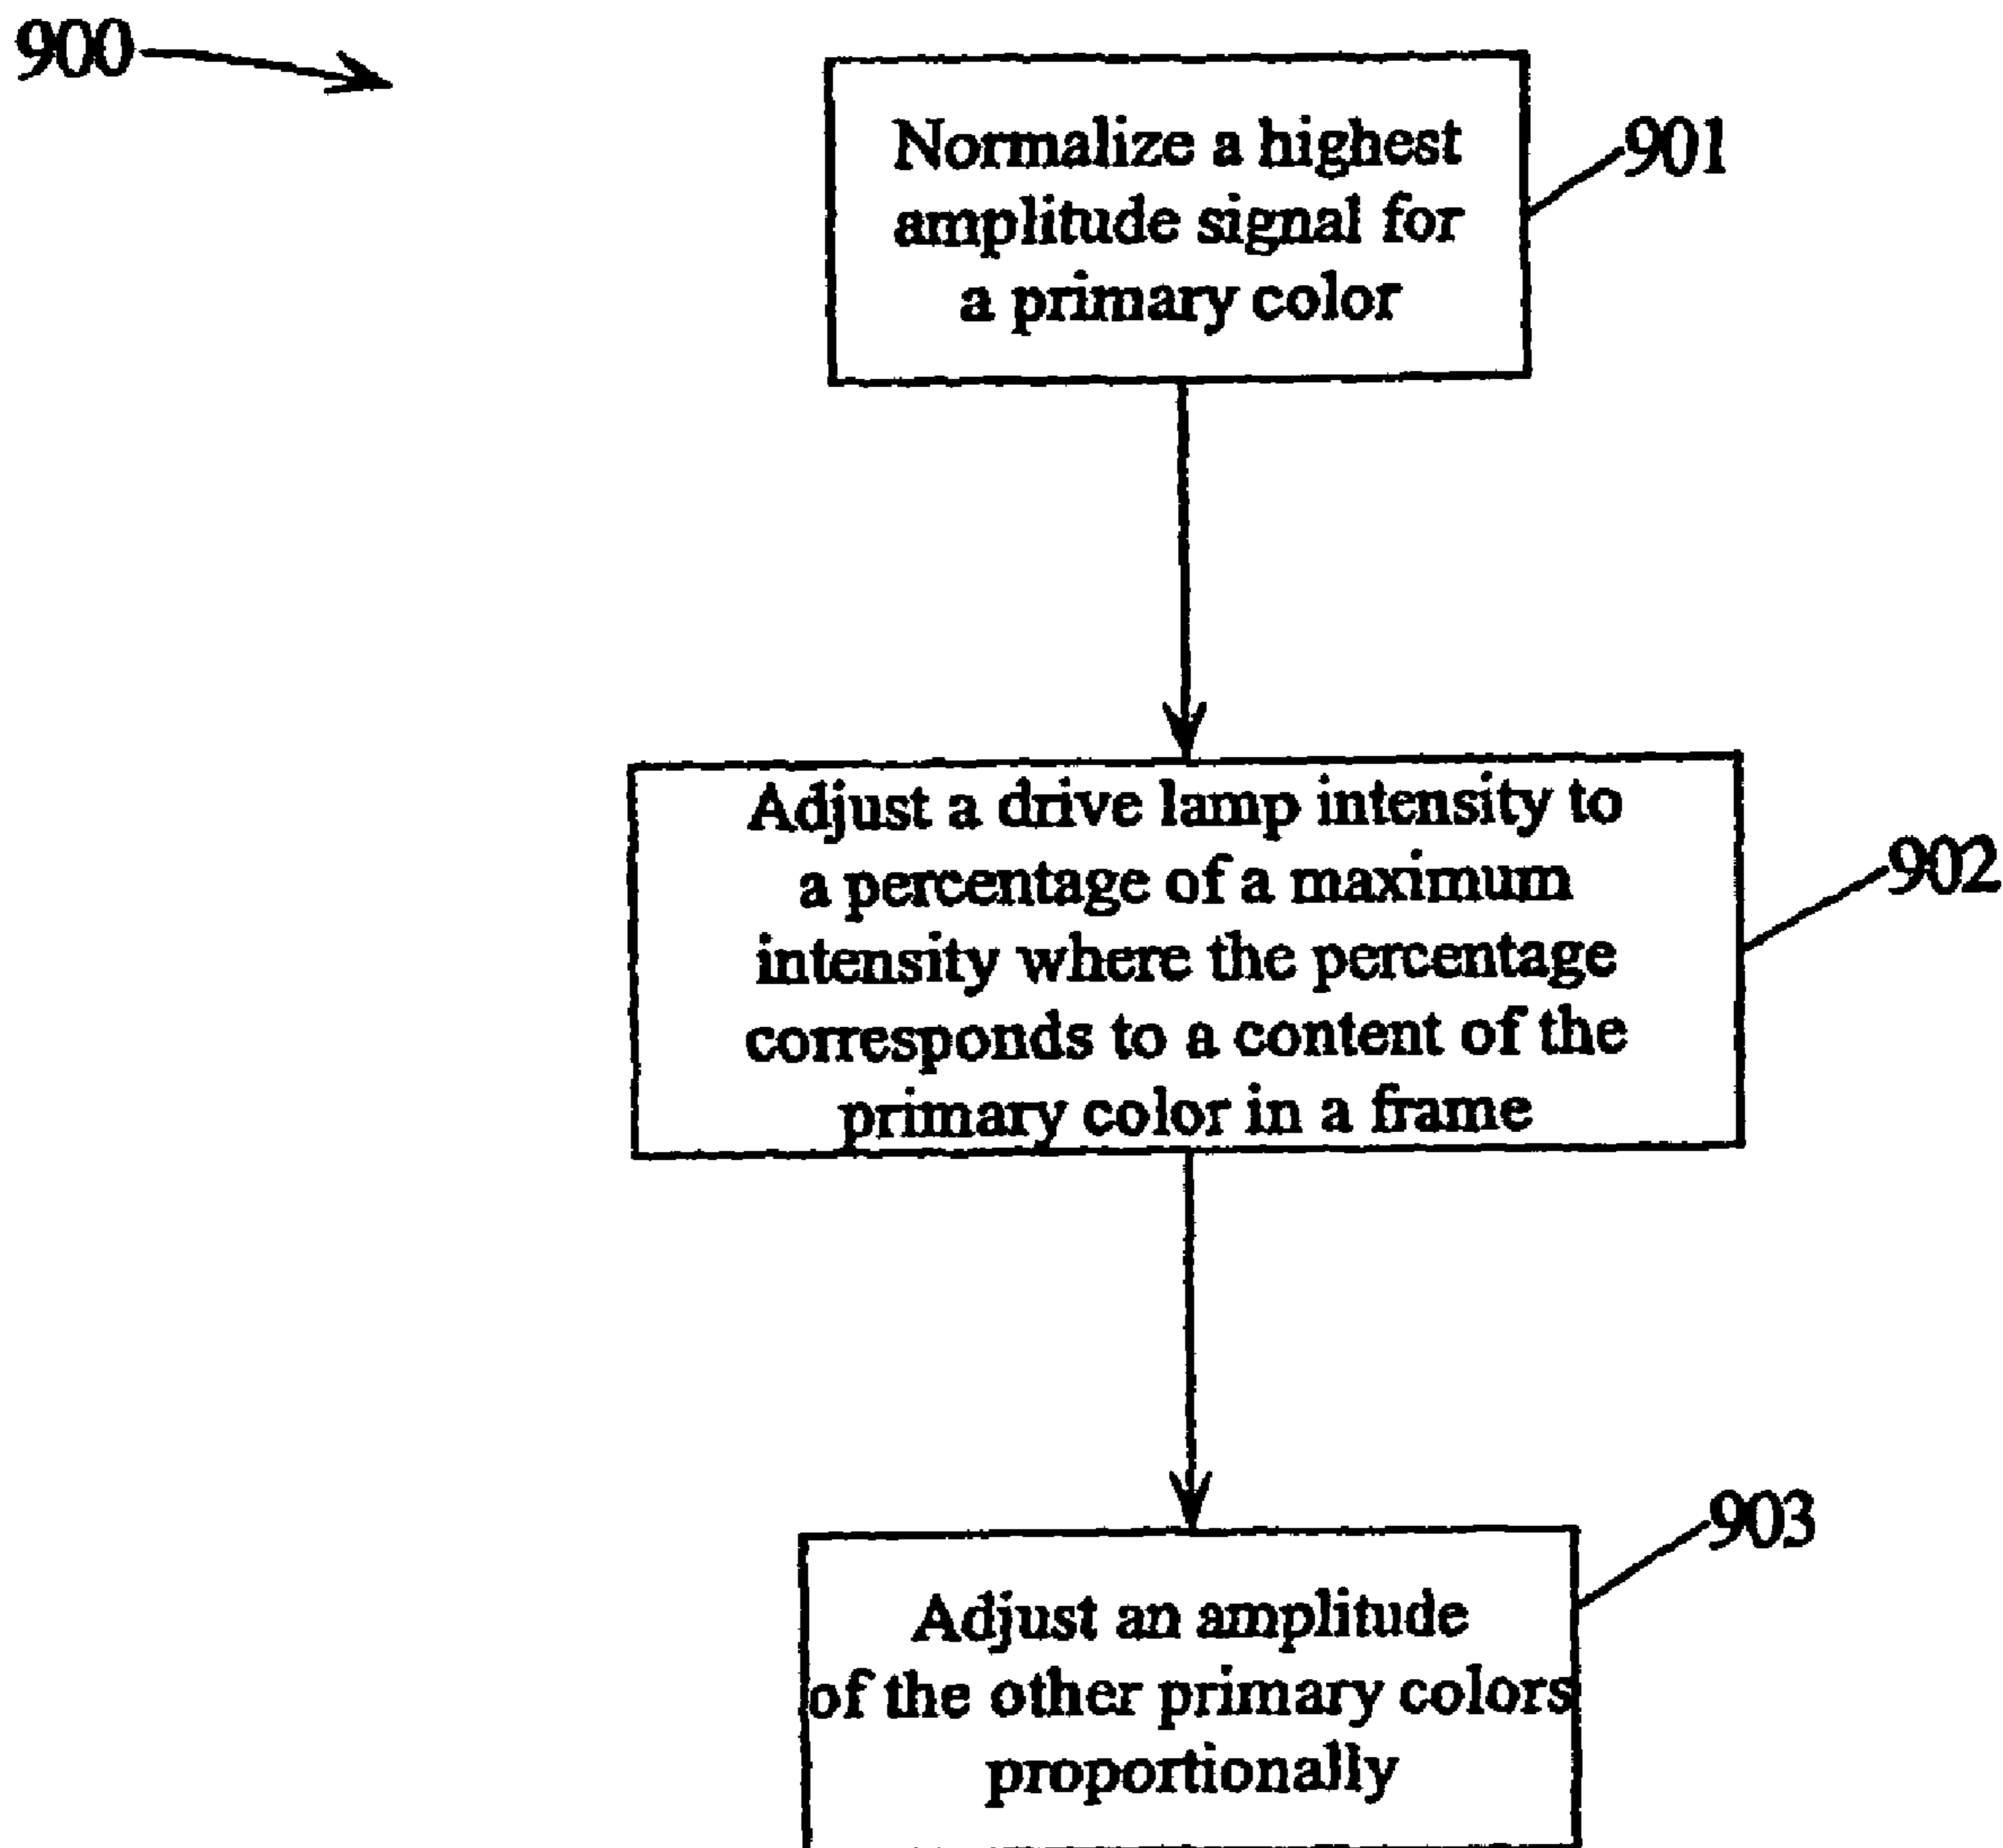 900
Normalize a highest
amplitude signal for
a primary color
901
Adjust a drive lamp intensity to
a percentage of a maximum
intensity where the percentage
corresponds to a content of the
primary color in a frame
902
Adjust an amplitude
of the other primary colors
proportionally
903